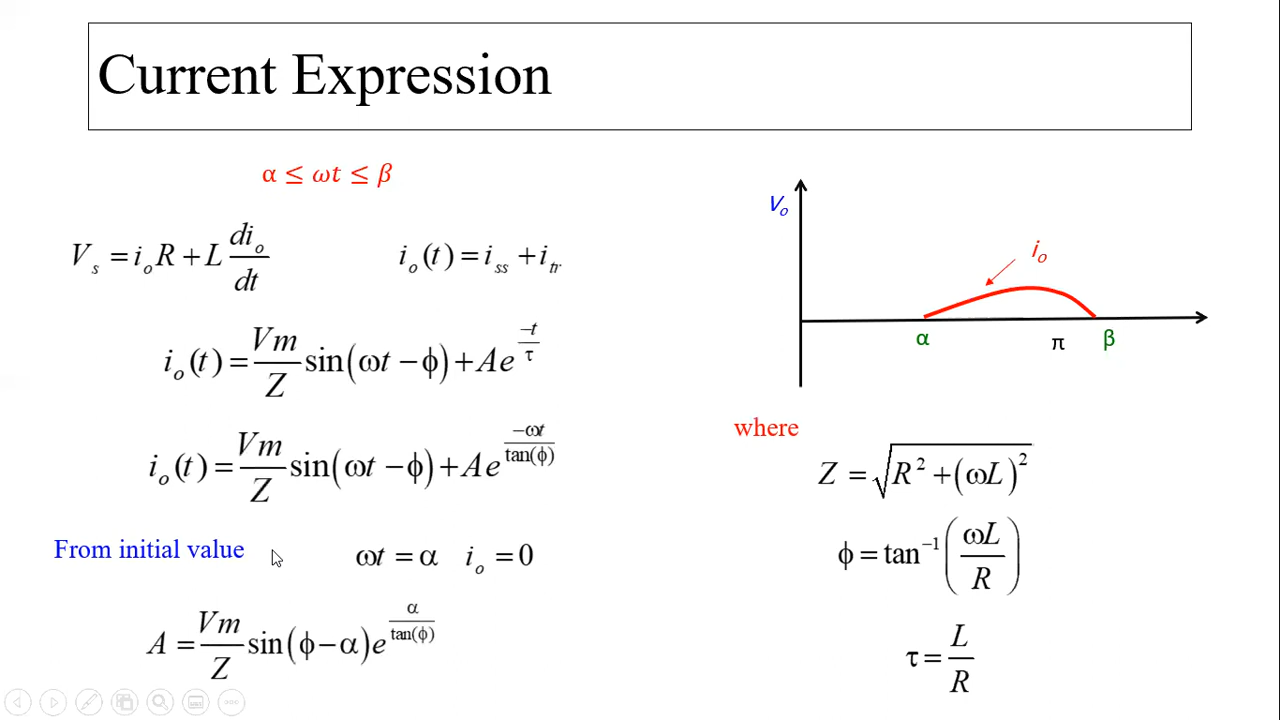 Current Expression
α ≤ ωt ≤ β
V_s = i_o R + L di_o/dt
i_o(t) = i_ss + i_tr
i_o(t) = Vm/Z sin(ωt − ϕ) + Ae^(−t/τ)
i_o(t) = Vm/Z sin(ωt − ϕ) + Ae^(−ωt/tan(ϕ))
From initial value
ωt = α i_o = 0
A = Vm/Z sin(ϕ − α)e^(α/tan(ϕ))
V_o
i_o
α π β
where
Z = √(R^2 + (ωL)^2)
ϕ = tan^−1(ωL/R)
τ = L/R